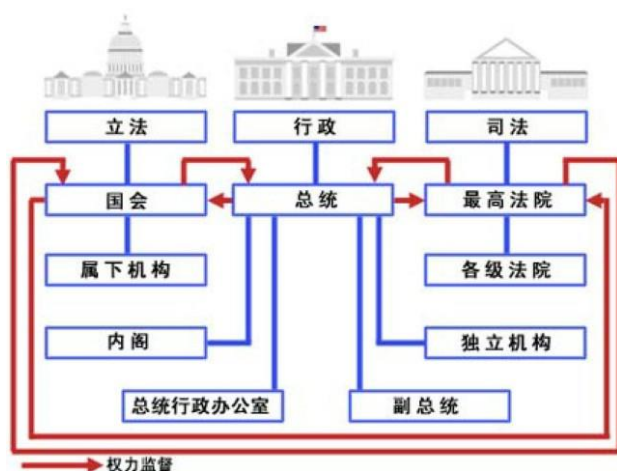 立法
行政
司法
国会
总统
最高法院
属下机构
各级法院
内阁
独立机构
总统行政办公室
副总统
权力监督